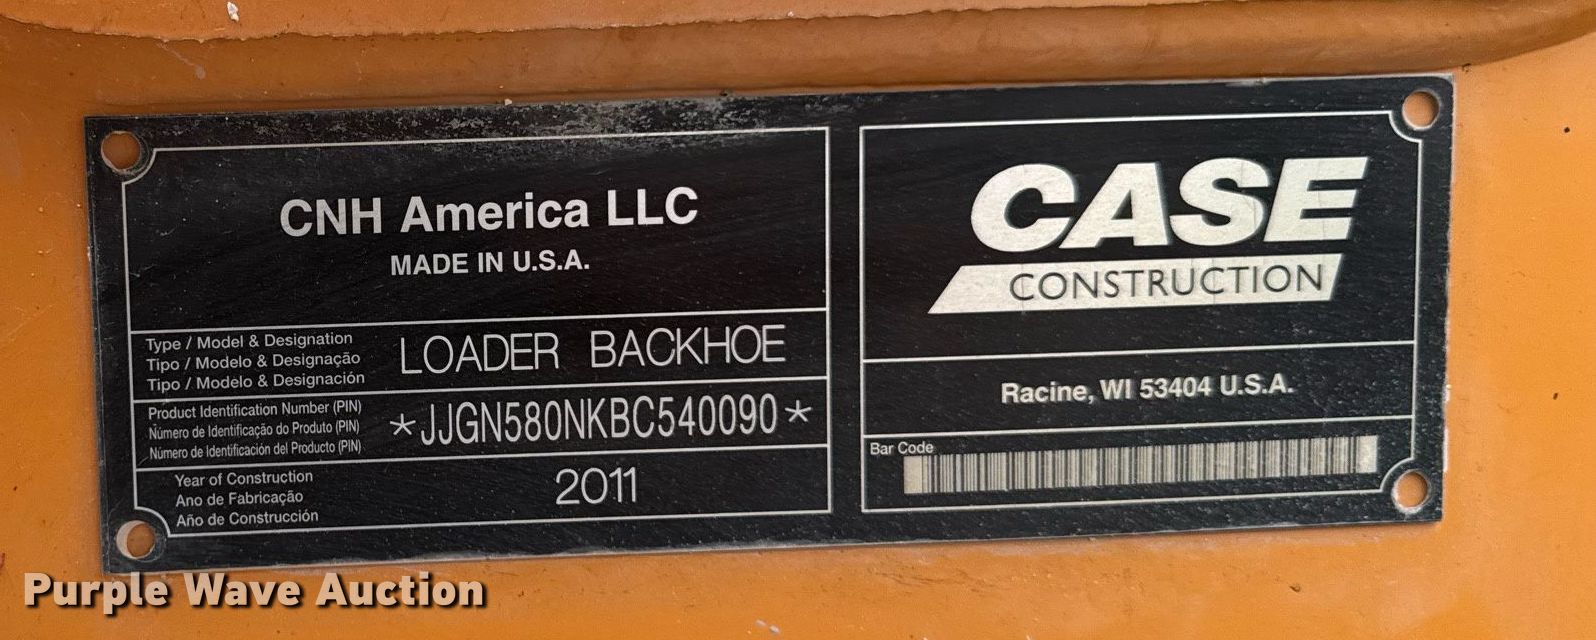 CNH America LLC
MADE IN U.S.A.
Type / Model & Designation
Tipo / Modelo & Designação
Tipo / Modelo & Designación
LOADER BACKHOE
Product Identification Number (PIN)
Número de Identificação do Produto (PIN)
Número de Identificación del Producto (PIN)
*JJGN580NKBC540090*
Year of Construction
Ano de Fabricação
Año de Construcción
2011
CASE
CONSTRUCTION
Racine, WI 53404 U.S.A.
Bar Code
Purple Wave Auction